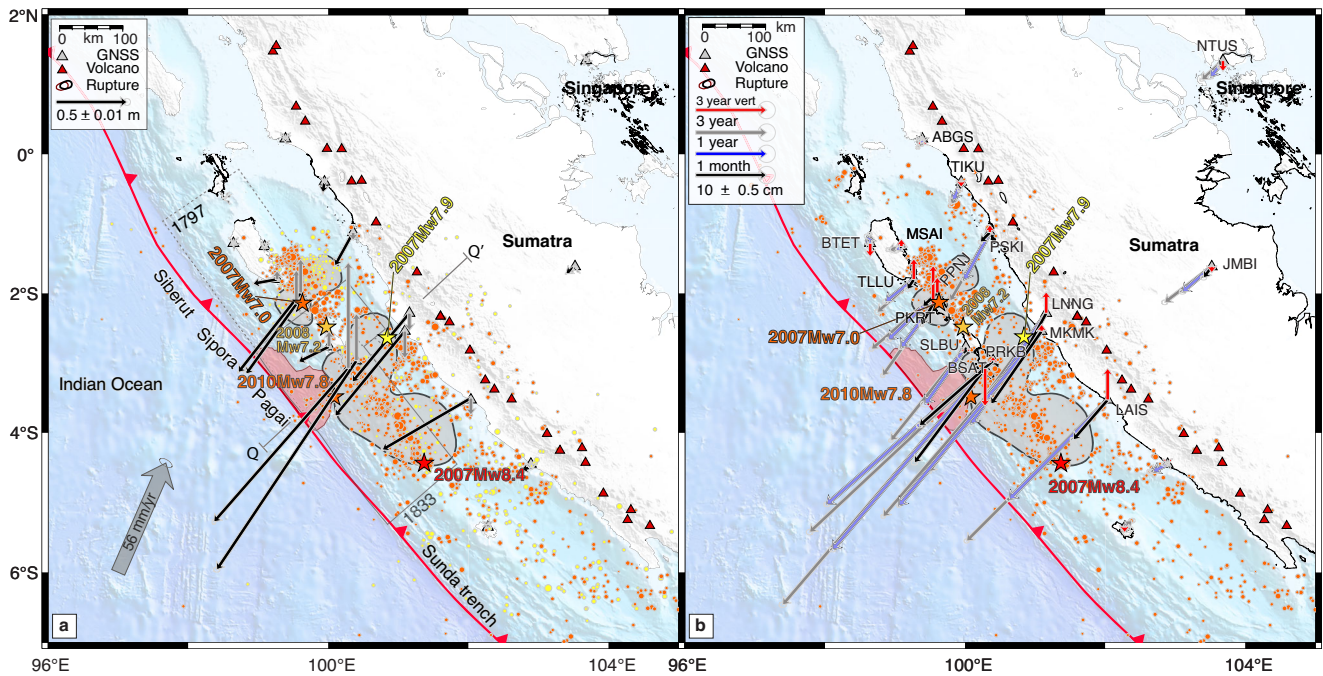 2°N
0°
2°S
4°S
6°S
96°E
100°E
104°E
0 100
km
GNSS
Volcano
Rupture
0.5 ± 0.01 m
Singapore
1797
2007Mw7.9
Q'
Sumatra
2007Mw7.0
Siberut
2008
Mw7.2
Sipora
Indian Ocean
2010Mw7.8
Pagai
Q
2007Mw8.4
1833
56 mm/yr
Sunda trench
a
0 100
km
GNSS
Volcano
Rupture
3 year vert
3 year
1 year
1 month
10 ± 0.5 cm
NTUS
Singapore
ABGS
TIKU
2007Mw7.9
BTET
MSAI
PSKI
Sumatra
PPNJ
JMBI
TLLU
2008
Mw7.2
LNNG
PKRT
MKMK
2007Mw7.0
SLBU
PRKB
BSAT
2010Mw7.8
LAIS
2007Mw8.4
b
96°E
100°E
104°E